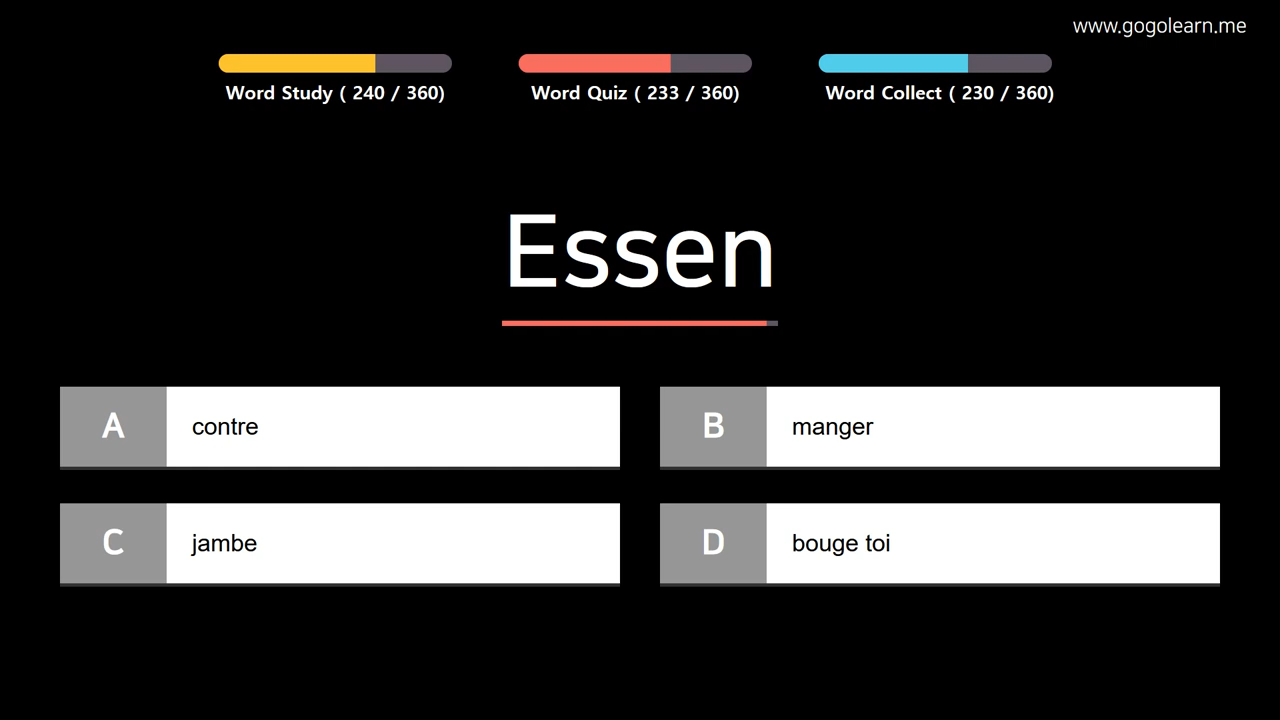 www.gogolearn.me
Word Study ( 240 / 360)
Word Quiz ( 233 / 360)
Word Collect ( 230 / 360)
Essen
A contre
B manger
C jambe
D bouge toi